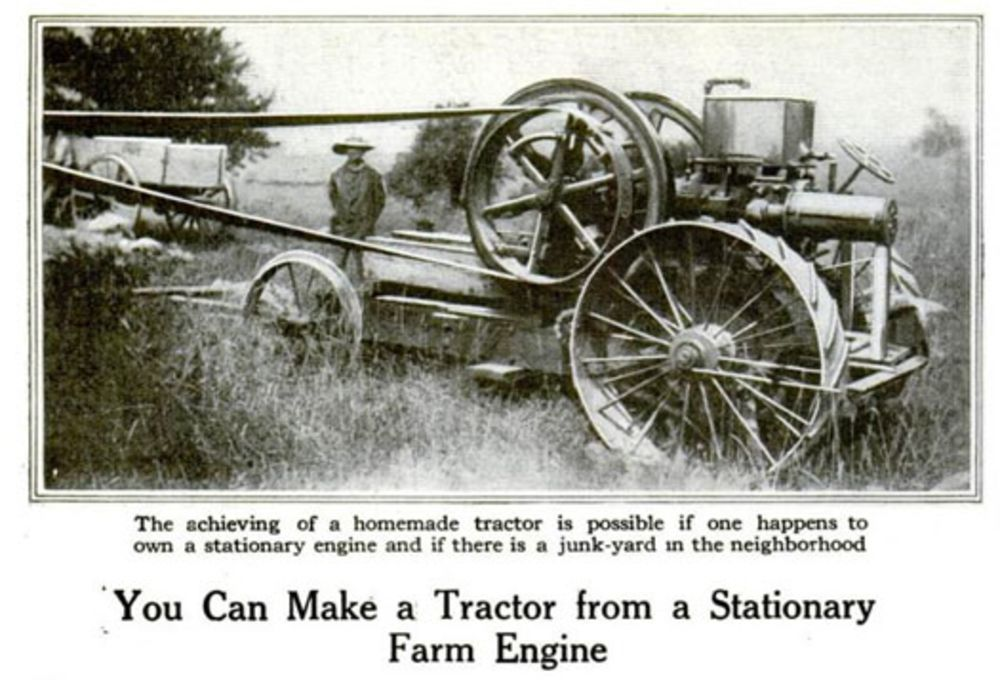 The achieving of a homemade tractor is possible if one happens to
own a stationary engine and if there is a junk-yard in the neighborhood
You Can Make a Tractor from a Stationary
Farm Engine